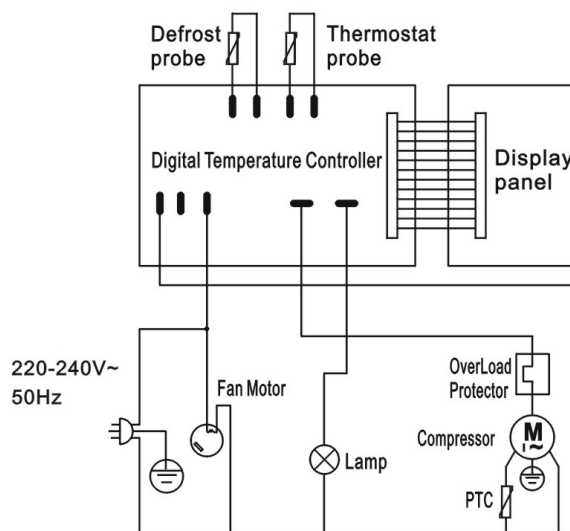 Defrost
probe
Thermostat
probe
Digital Temperature Controller
Display
panel
220-240V~
50Hz
Fan Motor
Lamp
OverLoad
Protector
Compressor
M
1~
PTC